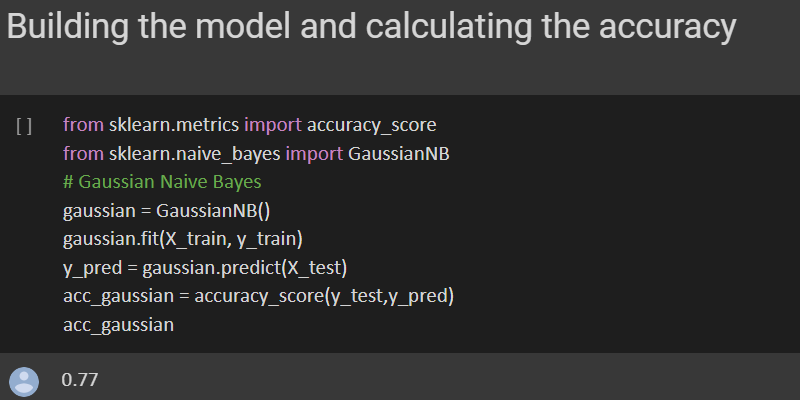 Building the model and calculating the accuracy
[ ] from sklearn.metrics import accuracy_score
from sklearn.naive_bayes import GaussianNB
# Gaussian Naive Bayes
gaussian = GaussianNB()
gaussian.fit(X_train, y_train)
y_pred = gaussian.predict(X_test)
acc_gaussian = accuracy_score(y_test,y_pred)
acc_gaussian
0.77